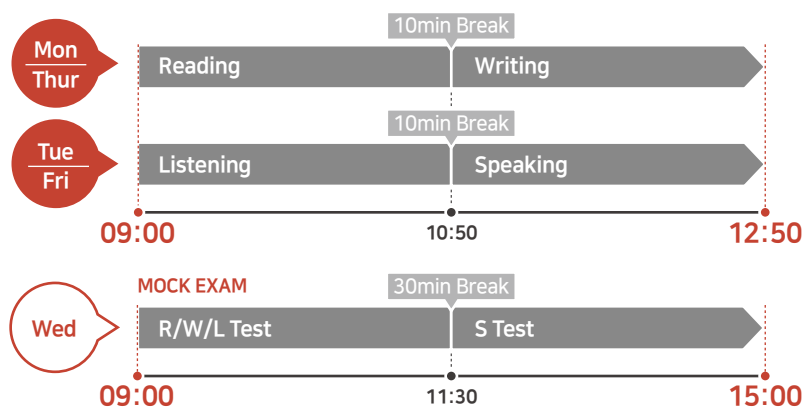 10min Break
Mon
Thur
Reading
Writing
10min Break
Tue
Fri
Listening
Speaking
09:00
10:50
12:50
MOCK EXAM
30min Break
Wed
R/W/L Test
S Test
09:00
11:30
15:00